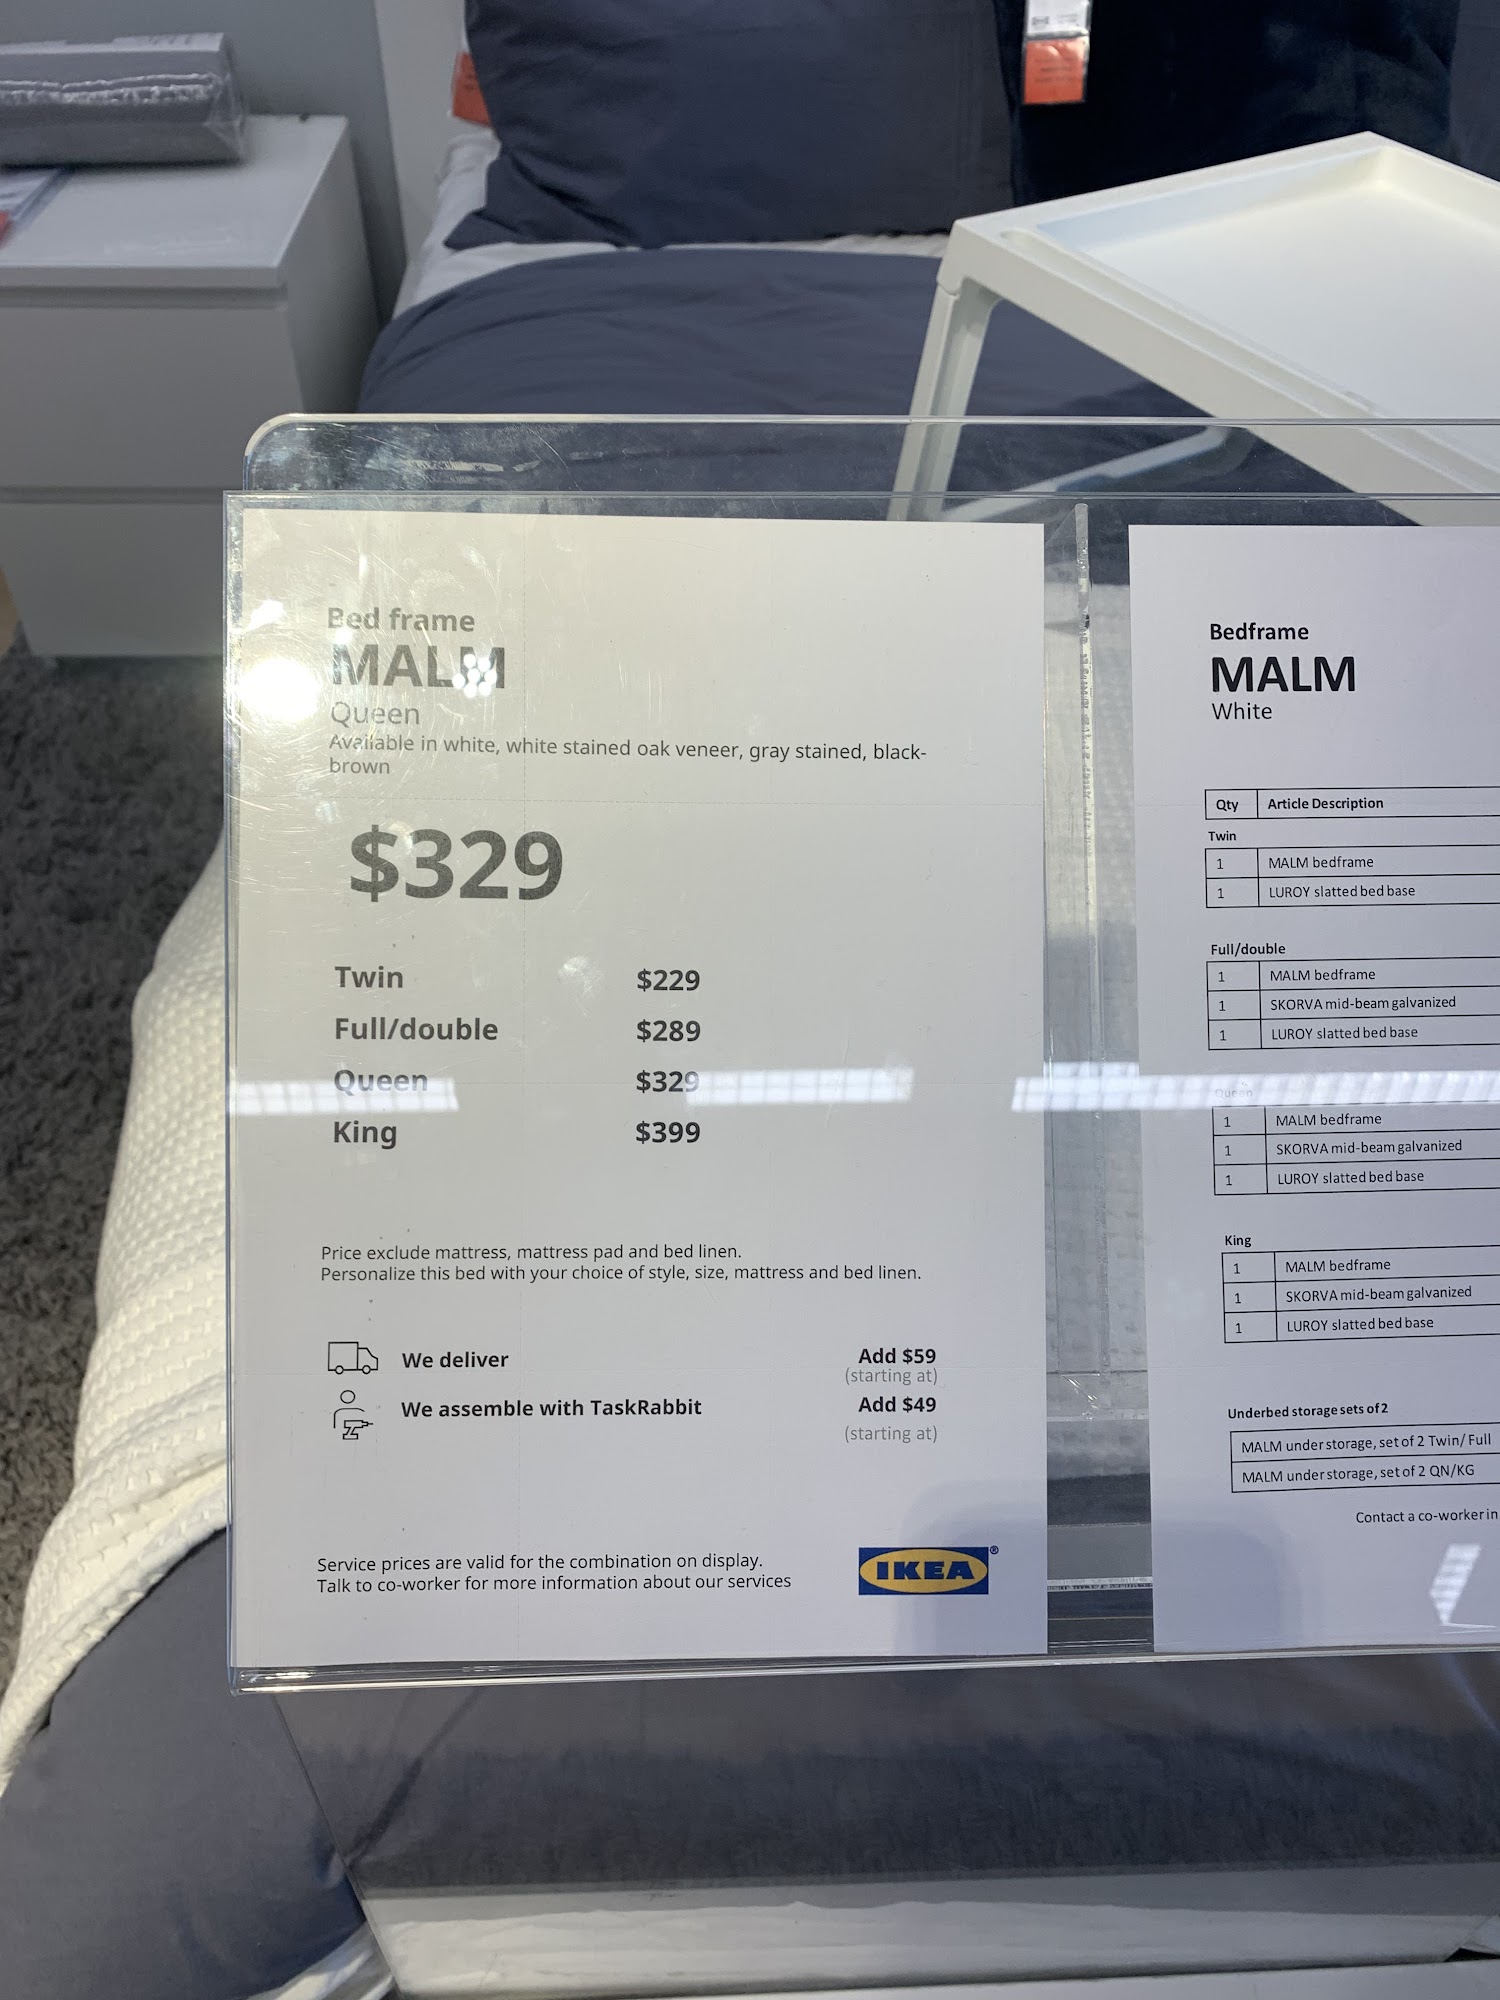 Bed frame
MALM
Queen
Available in white, white stained oak veneer, gray stained, black-
brown
$329
Twin $229
Full/double $289
Queen $329
King $399
Price exclude mattress, mattress pad and bed linen.
Personalize this bed with your choice of style, size, mattress and bed linen.
We deliver Add $59
(starting at)
We assemble with TaskRabbit Add $49
(starting at)
Service prices are valid for the combination on display.
Talk to co-worker for more information about our services
IKEA®
Bedframe
MALM
White
Qty Article Description
Twin
1 MALM bedframe
1 LUROY slatted bed base
Full/double
1 MALM bedframe
1 SKORVA mid-beam galvanized
1 LUROY slatted bed base
Queen
1 MALM bedframe
1 SKORVA mid-beam galvanized
1 LUROY slatted bed base
King
1 MALM bedframe
1 SKORVA mid-beam galvanized
1 LUROY slatted bed base
Underbed storage sets of 2
MALM under storage, set of 2 Twin/ Full
MALM under storage, set of 2 QN/KG
Contact a co-worker in